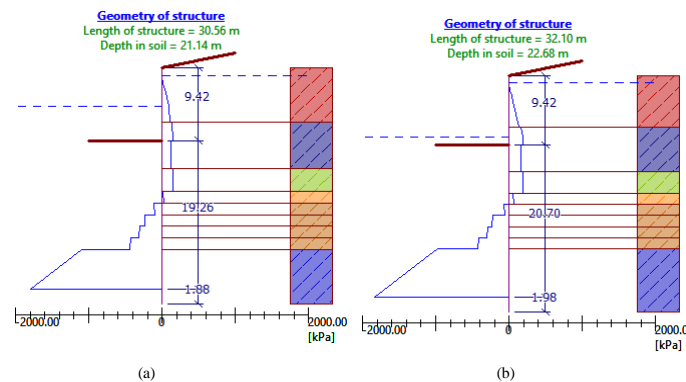 Geometry of structure
Length of structure = 30.56 m
Depth in soil = 21.14 m
9.42
19.26
1.88
-2000.00 0 2000.00
[kPa]
(a)
Geometry of structure
Length of structure = 32.10 m
Depth in soil = 22.68 m
9.42
20.70
1.98
-2000.00 0 2000.00
[kPa]
(b)